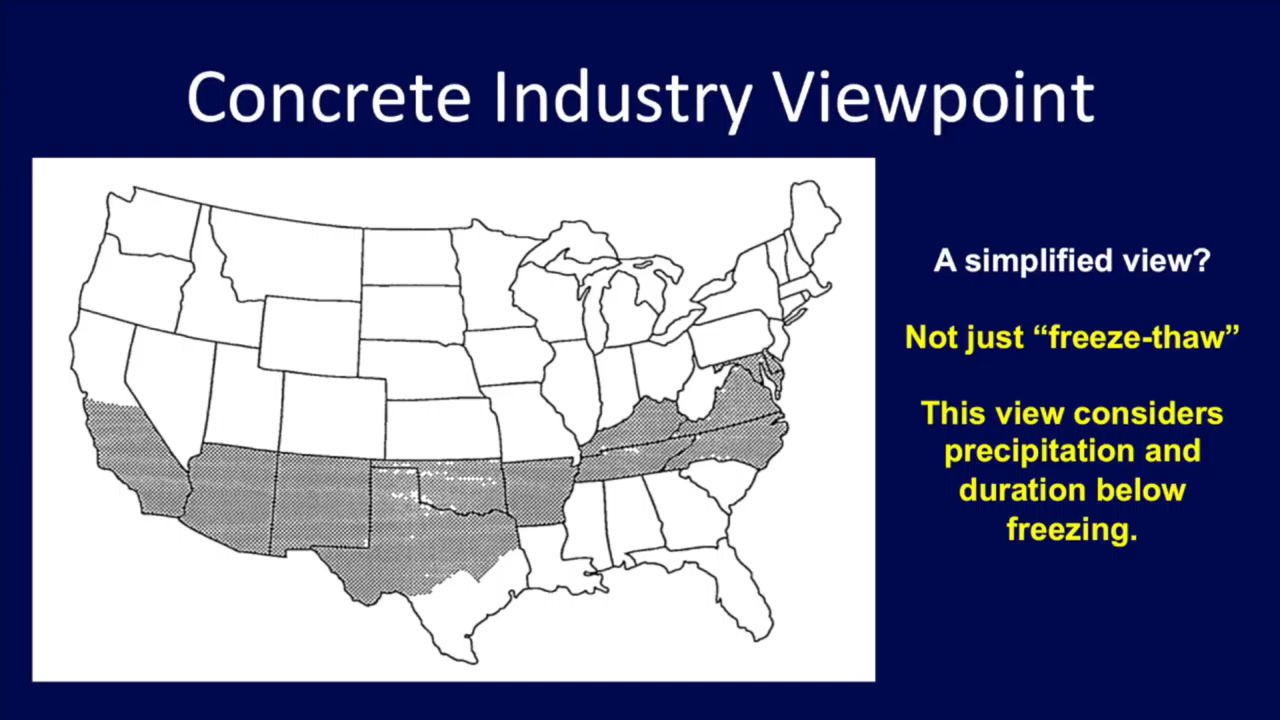 Concrete Industry Viewpoint
A simplified view?
Not just “freeze-thaw”
This view considers
precipitation and
duration below
freezing.